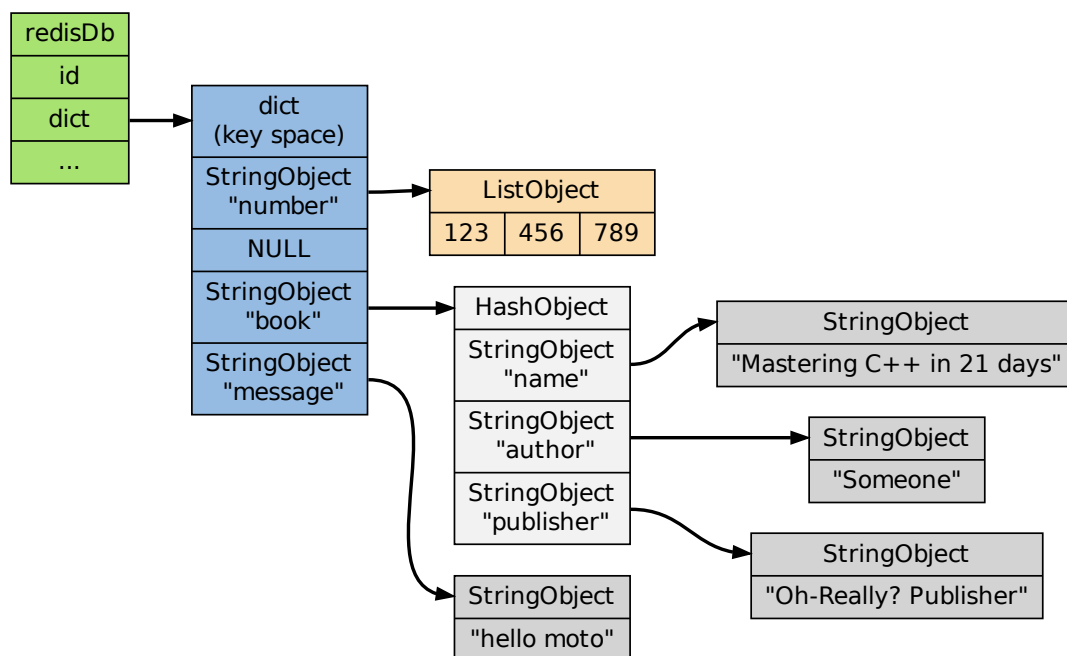 redisDb
id
dict
...
dict
(key space)
StringObject
"number"
NULL
StringObject
"book"
StringObject
"message"
ListObject
123 456 789
HashObject
StringObject
"name"
StringObject
"author"
StringObject
"publisher"
StringObject
"Mastering C++ in 21 days"
StringObject
"Someone"
StringObject
"Oh-Really? Publisher"
StringObject
"hello moto"